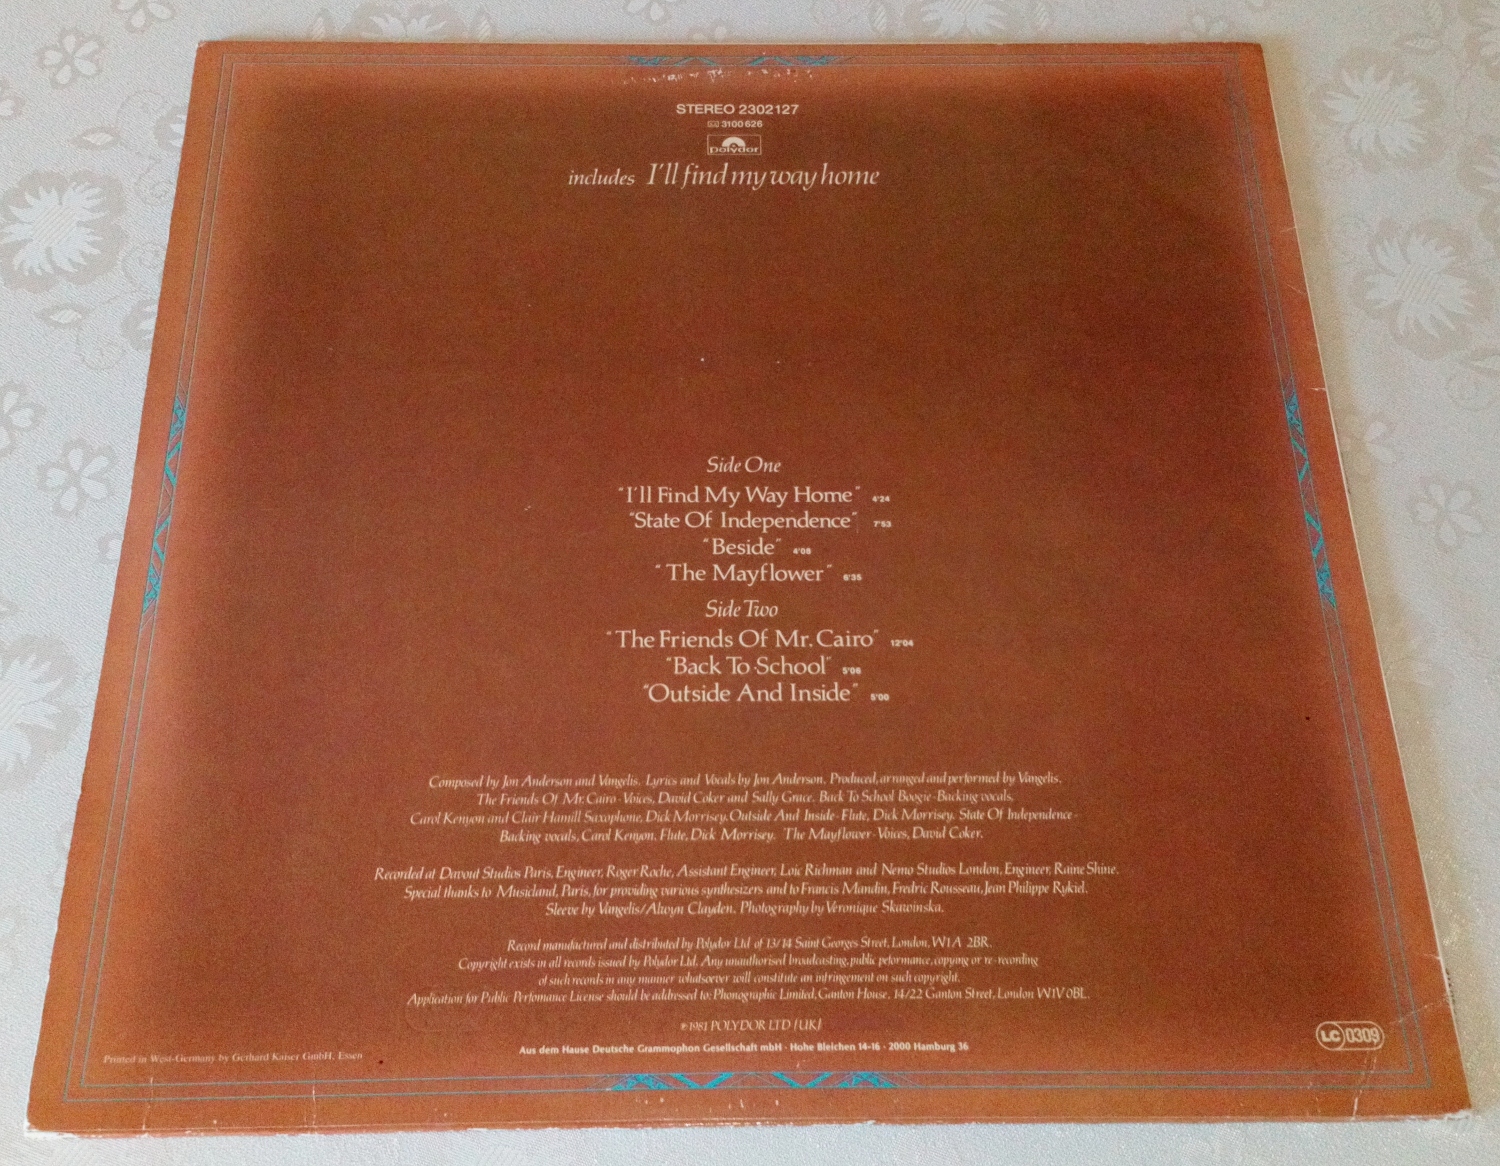 STEREO 2302127
3100 626
polydor
includes I'll find my way home
Side One
"I'll Find My Way Home" 4'24
"State Of Independence" 7'53
"Beside" 4'08
"The Mayflower" 6'35
Side Two
"The Friends Of Mr. Cairo" 12'04
"Back To School" 5'06
"Outside And Inside" 5'00
Composed by Jon Anderson and Vangelis. Lyrics and Vocals by Jon Anderson. Produced, arranged and performed by Vangelis.
The Friends Of Mr. Cairo - Voices, David Coker and Sally Grace. Back To School Boogie - Backing vocals.
Carol Kenyon and Clair Hamill Saxophone, Dick Morrisey. Outside And Inside - Flute, Dick Morrisey. State Of Independence -
Backing vocals, Carol Kenyon, Flute, Dick Morrisey. The Mayflower - Voices, David Coker.
Recorded at Davout Studios Paris, Engineer, Roger Roche, Assistant Engineer, Loic Richman and Nemo Studios London, Engineer, Raine Shine.
Special thanks to Musicland, Paris, for providing various synthesizers and to Francis Mandin, Fredric Rousseau, Jean Philippe Rykiel.
Sleeve by Vangelis/Alwyn Clayden. Photography by Veronique Skawinska.
Record manufactured and distributed by Polydor Ltd of 13/14 Saint Georges Street, London, W1A 2BR.
Copyright exists in all records issued by Polydor Ltd. Any unauthorised broadcasting, public peformance, copying or re-recording
of such records in any manner whatsoever will constitute an infringement on such copyright.
Application for Public Perfomance License should be addressed to: Phonographic Limited, Ganton House, 14/22 Ganton Street, London W1V 0BL.
℗ 1981 POLYDOR LTD (UK)
Printed in West-Germany by Gerhard Kaiser GmbH, Essen
Aus dem Hause Deutsche Grammophon Gesellschaft mbH · Hohe Bleichen 14-16 · 2000 Hamburg 36
LC 0309